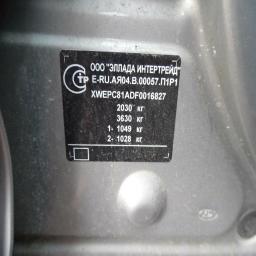 ООО "ЭЛЛАДА ИНТЕРТРЕЙД"
E-RU.АЯ04.B.00057.П1Р1
XWEPC81ADF0016827
2030 кг
3630 кг
1- 1049 кг
2- 1028 кг